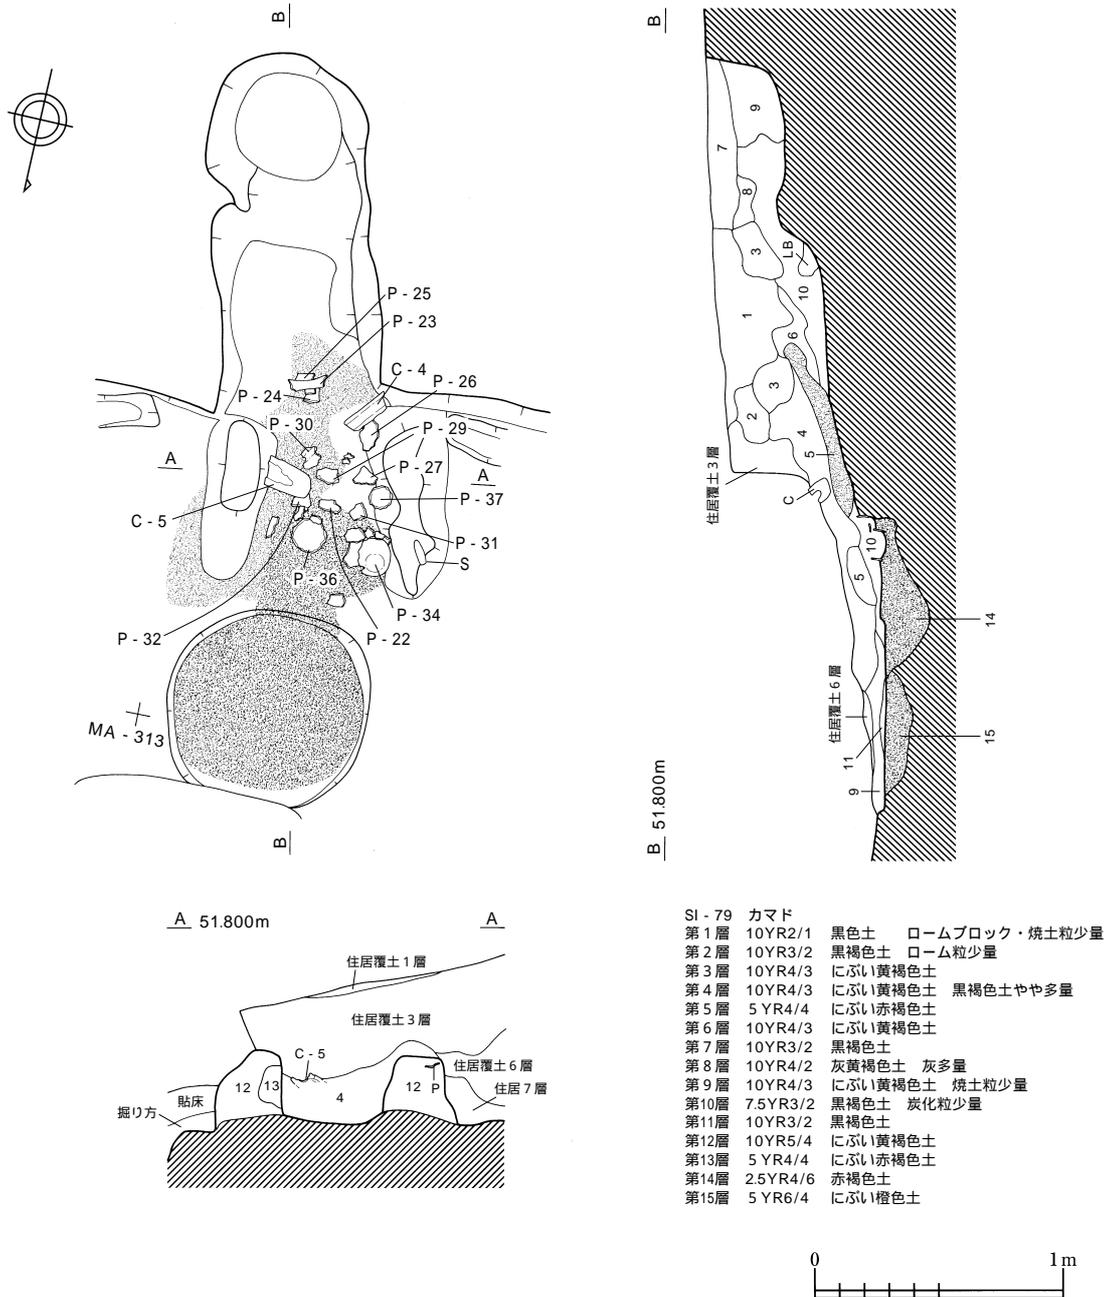 B
P - 25
P - 23
C - 4
P - 26
P - 24
P - 30
P - 29
A
P - 27
A
P - 37
C - 5
P - 31
S
P - 36
P - 34
P - 32
P - 22
MA - 313
B
B
9
7
8
3
LB
10
1
6
3
2
4
5
住居覆土3層
C
10
5
14
住居覆土6層
15
11
9
B 51.800m
A 51.800m
A
住居覆土1層
住居覆土3層
C - 5
住居覆土6層
12
13
4
12
P
住居7層
貼床
掘り方
SI - 79 カマド
第1層 10YR2/1 黒色土 ロームブロック・焼土粒少量
第2層 10YR3/2 黒褐色土 ローム粒少量
第3層 10YR4/3 にぶい黄褐色土
第4層 10YR4/3 にぶい黄褐色土 黒褐色土やや多量
第5層 5YR4/4 にぶい赤褐色土
第6層 10YR4/3 にぶい黄褐色土
第7層 10YR3/2 黒褐色土
第8層 10YR4/2 灰黄褐色土 灰多量
第9層 10YR4/3 にぶい黄褐色土 焼土粒少量
第10層 7.5YR3/2 黒褐色土 炭化粒少量
第11層 10YR3/2 黒褐色土
第12層 10YR5/4 にぶい黄褐色土
第13層 5YR4/4 にぶい赤褐色土
第14層 2.5YR4/6 赤褐色土
第15層 5YR6/4 にぶい橙色土
0 1m